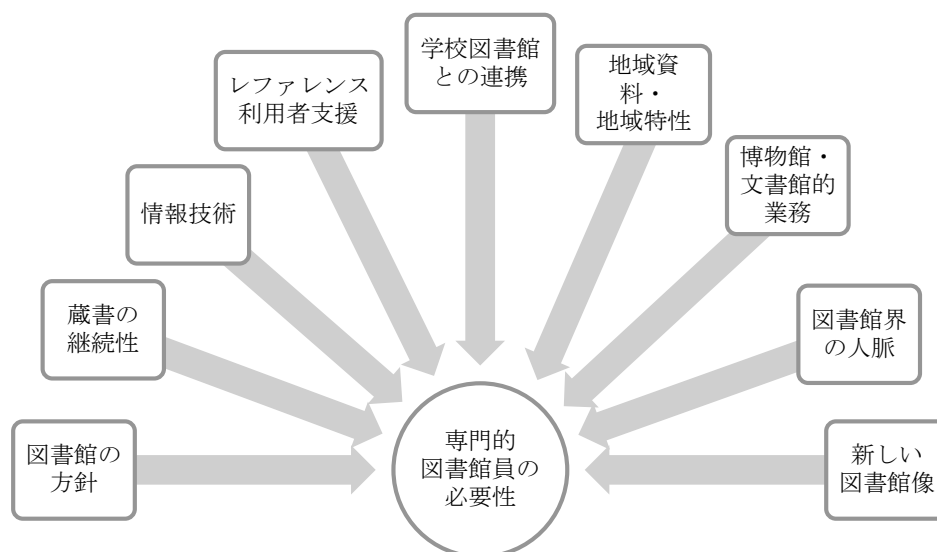 図書館の
方針
蔵書の
継続性
情報技術
レファレンス
利用者支援
学校図書館
との連携
地域資
料・
地域特性
博物館・
文書館的
業務
図書館界
の人脈
新しい
図書館像
専門的
図書館員の
必要性